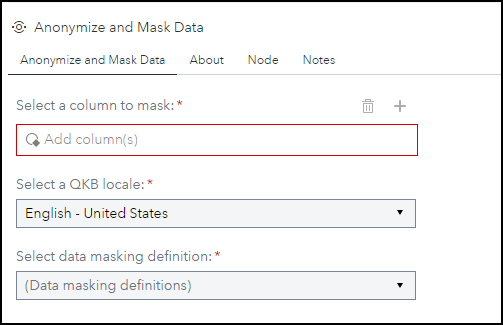 Anonymize and Mask Data
Anonymize and Mask Data About Node Notes
Select a column to mask: *
Add column(s)
Select a QKB locale: *
English - United States
Select data masking definition: *
(Data masking definitions)